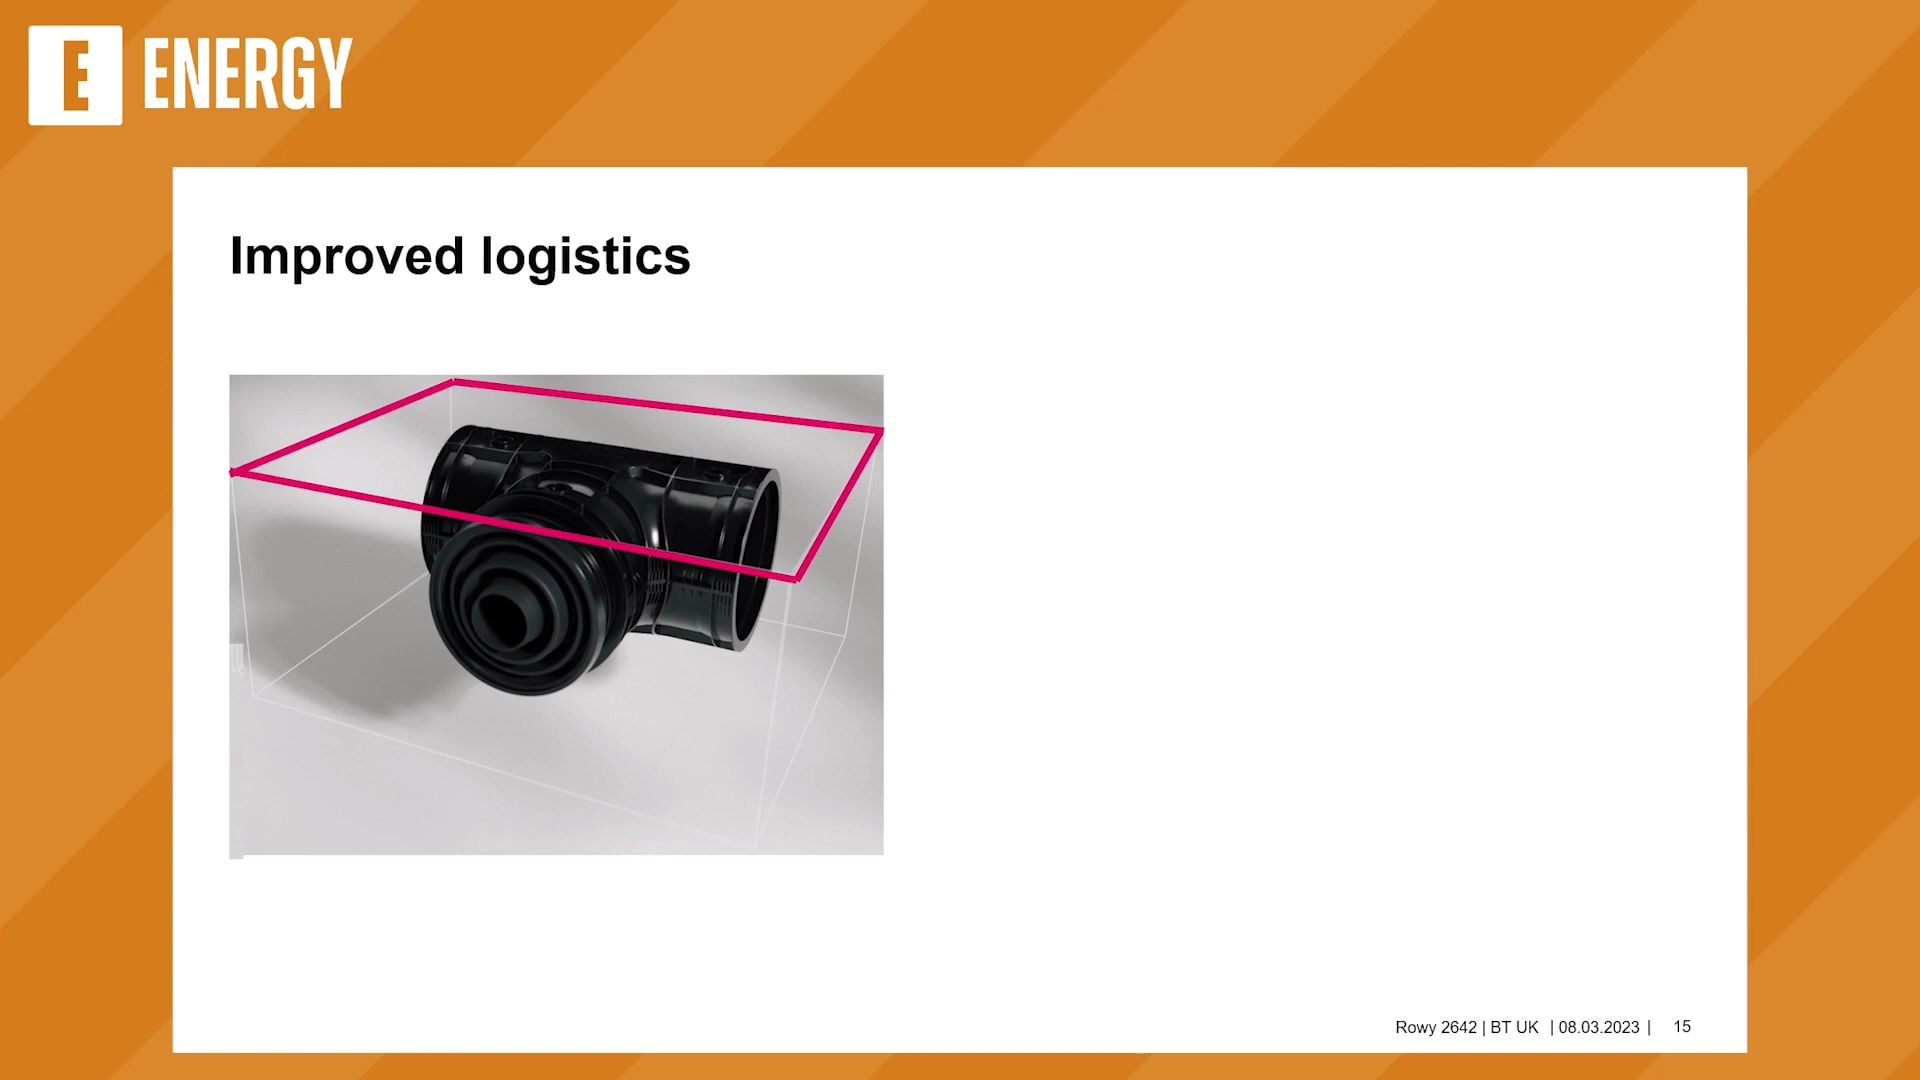 E ENERGY
Improved logistics
Rowy 2642 | BT UK | 08.03.2023 | 15